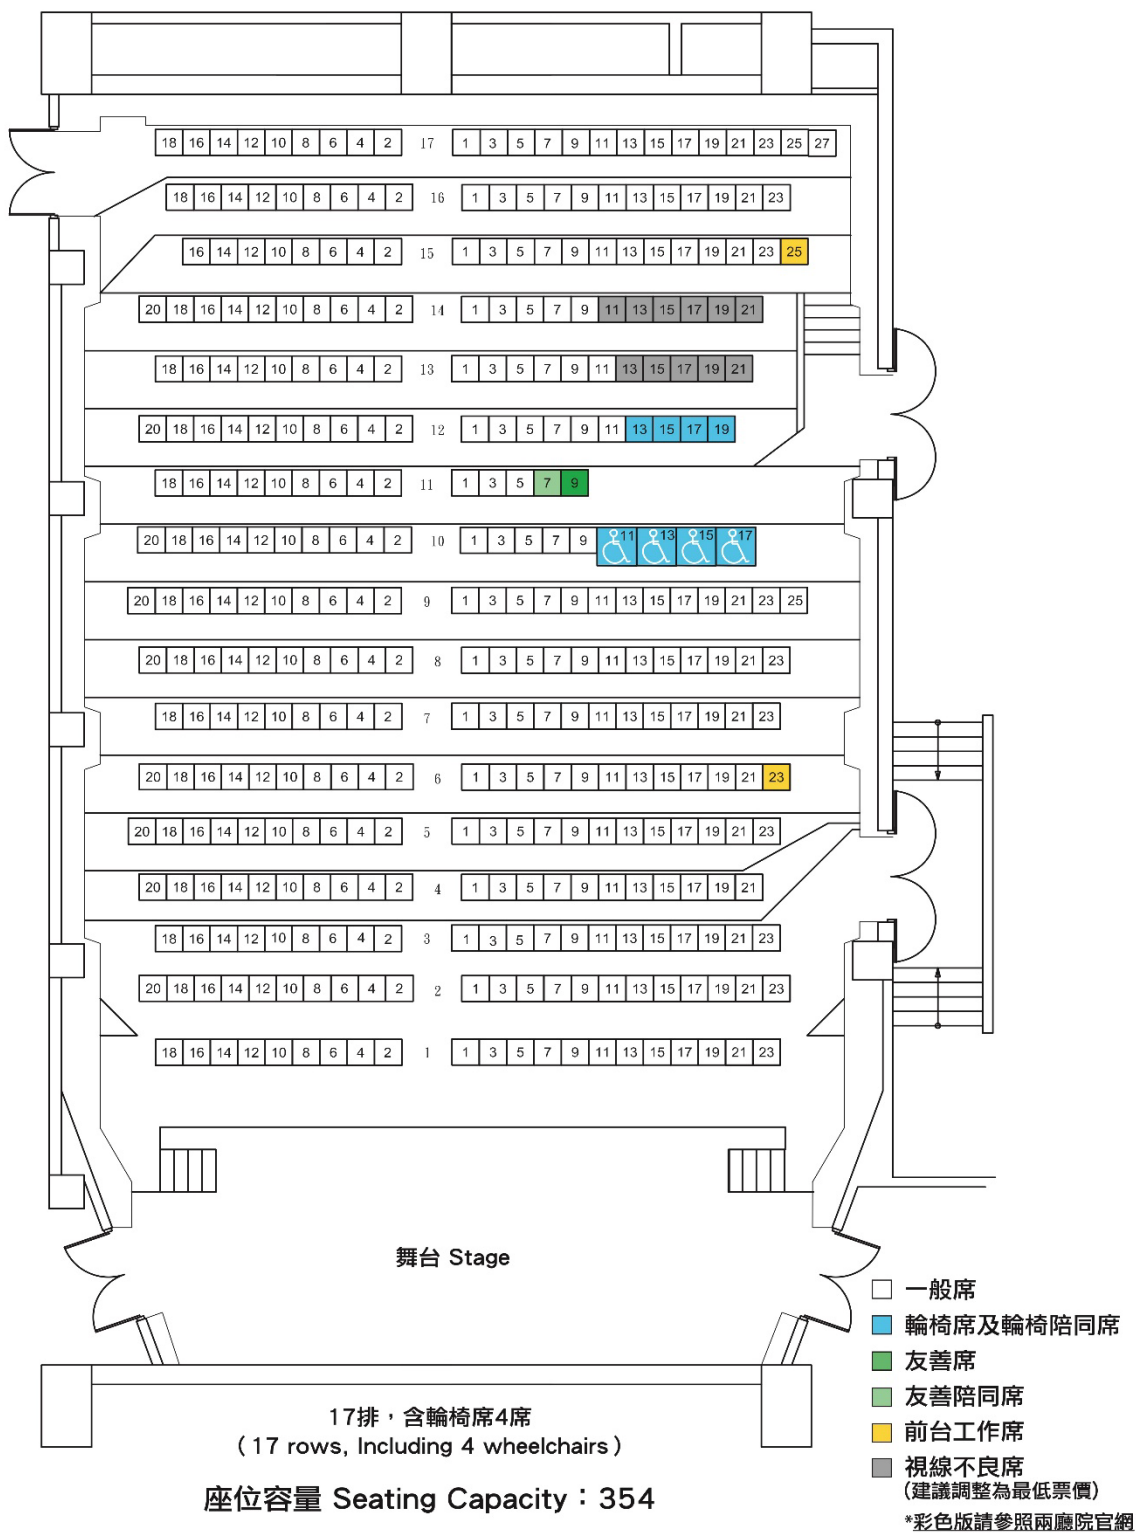 18 16 14 12 10 8 6 4 2 17 1 3 5 7 9 11 13 15 17 19 21 23 25 27
18 16 14 12 10 8 6 4 2 16 1 3 5 7 9 11 13 15 17 19 21 23
16 14 12 10 8 6 4 2 15 1 3 5 7 9 11 13 15 17 19 21 23 25
20 18 16 14 12 10 8 6 4 2 14 1 3 5 7 9 11 13 15 17 19 21
18 16 14 12 10 8 6 4 2 13 1 3 5 7 9 11 13 15 17 19 21
20 18 16 14 12 10 8 6 4 2 12 1 3 5 7 9 11 13 15 17 19
18 16 14 12 10 8 6 4 2 11 1 3 5 7 9
20 18 16 14 12 10 8 6 4 2 10 1 3 5 7 9 11 13 15 17
20 18 16 14 12 10 8 6 4 2 9 1 3 5 7 9 11 13 15 17 19 21 23 25
20 18 16 14 12 10 8 6 4 2 8 1 3 5 7 9 11 13 15 17 19 21 23
18 16 14 12 10 8 6 4 2 7 1 3 5 7 9 11 13 15 17 19 21 23
20 18 16 14 12 10 8 6 4 2 6 1 3 5 7 9 11 13 15 17 19 21 23
20 18 16 14 12 10 8 6 4 2 5 1 3 5 7 9 11 13 15 17 19 21 23
20 18 16 14 12 10 8 6 4 2 4 1 3 5 7 9 11 13 15 17 19 21
18 16 14 12 10 8 6 4 2 3 1 3 5 7 9 11 13 15 17 19 21 23
20 18 16 14 12 10 8 6 4 2 2 1 3 5 7 9 11 13 15 17 19 21 23
18 16 14 12 10 8 6 4 2 1 1 3 5 7 9 11 13 15 17 19 21 23
舞台 Stage
一般席
輪椅席及輪椅陪同席
友善席
友善陪同席
前台工作席
視線不良席
(建議調整為最低票價)
*彩色版請參照兩廳院官網
17排，含輪椅席4席
( 17 rows, Including 4 wheelchairs )
座位容量 Seating Capacity：354